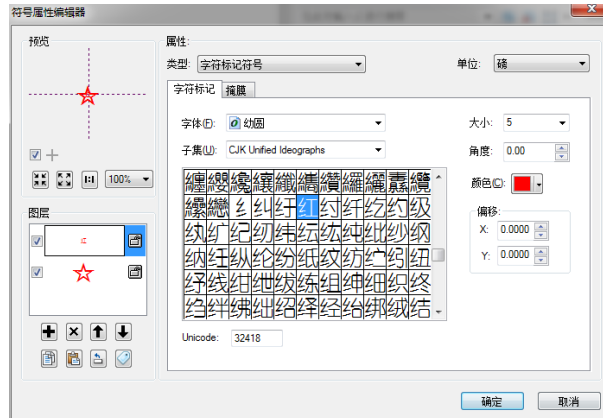 符号属性编辑器
预览
100%
图层
红
属性:
类型: 字符标记符号
单位: 磅
字符标记 掩膜
字体(F): 幼圆
大小: 5
子集(U): CJK Unified Ideographs
角度: 0.00
纒纓纔纕纖纗纘纙纚纛纜
纝纞纟纠纡红纣纤纥约级
纨纩纪纫纬纭纮纯纰纱纲
纳纴纵纶纷纸纹纺纻纼纽
纾线绀绁绂练组绅细织终
绉绊绋绌绍绎经绐绑绒结
颜色(C):
偏移:
X: 0.0000
Y: 0.0000
Unicode: 32418
确定 取消